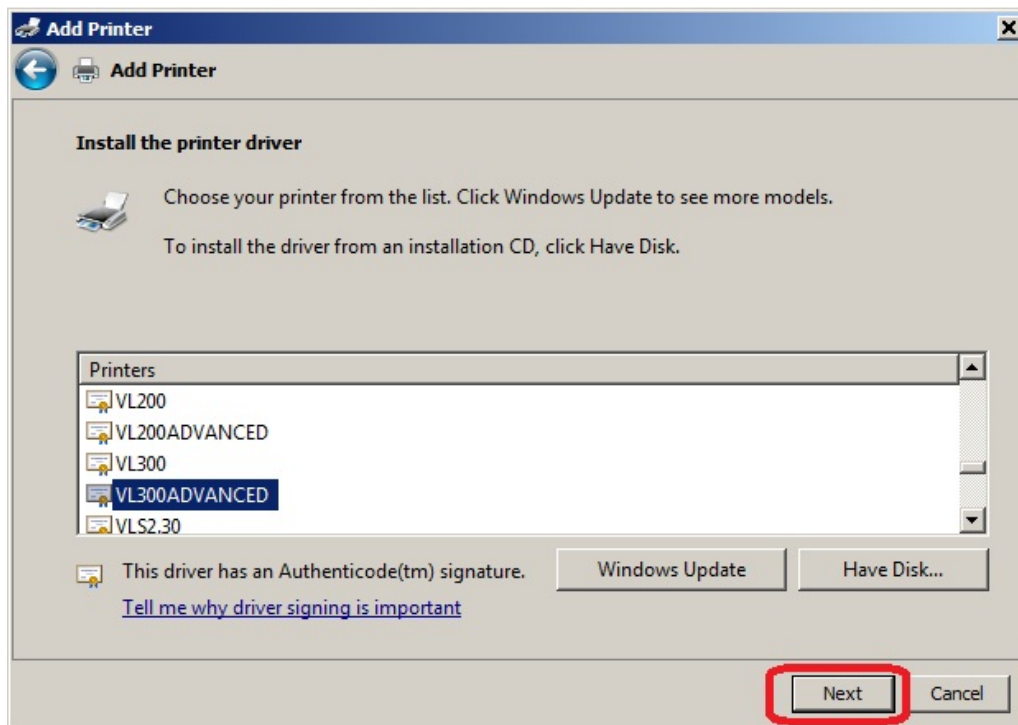 Add Printer
Add Printer
Install the printer driver
Choose your printer from the list. Click Windows Update to see more models.
To install the driver from an installation CD, click Have Disk.
Printers
VL200
VL200ADVANCED
VL300
VL300ADVANCED
VLS2.30
This driver has an Authenticode(tm) signature.
Windows Update
Have Disk...
Tell me why driver signing is important
Next
Cancel